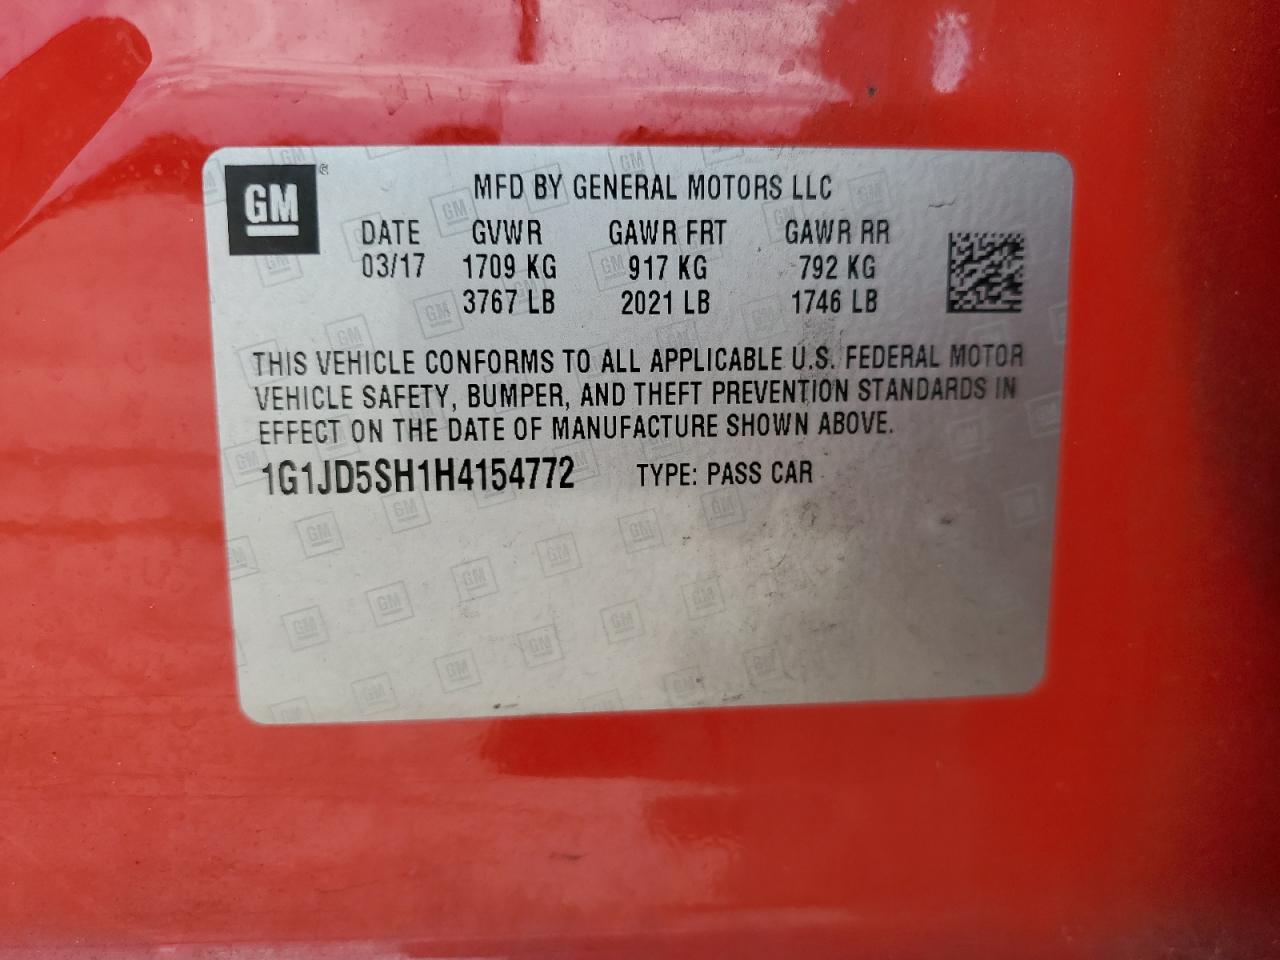 GM
MFD BY GENERAL MOTORS LLC
DATE GVWR GAWR FRT GAWR RR
03/17 1709 KG 917 KG 792 KG
3767 LB 2021 LB 1746 LB
THIS VEHICLE CONFORMS TO ALL APPLICABLE U.S. FEDERAL MOTOR
VEHICLE SAFETY, BUMPER, AND THEFT PREVENTION STANDARDS IN
EFFECT ON THE DATE OF MANUFACTURE SHOWN ABOVE.
1G1JD5SH1H4154772 TYPE: PASS CAR